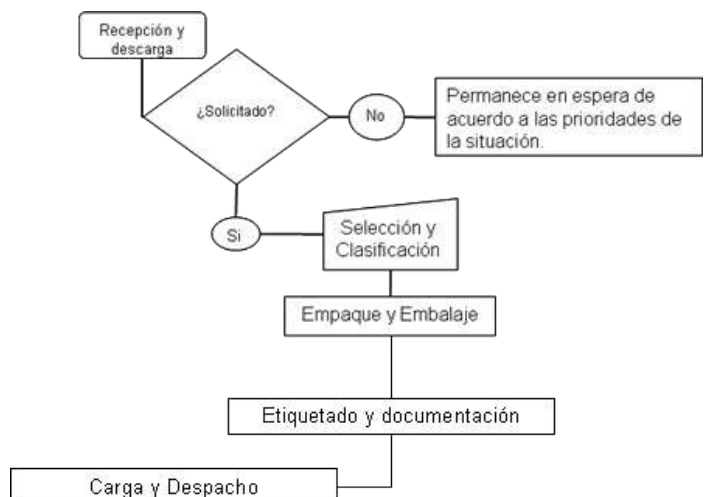 Recepción y
descarga
¿Solicitado?
No
Permanece en espera de
acuerdo a las prioridades de
la situación.
Si
Selección y
Clasificación
Empaque y Embalaje
Etiquetado y documentación
Carga y Despacho